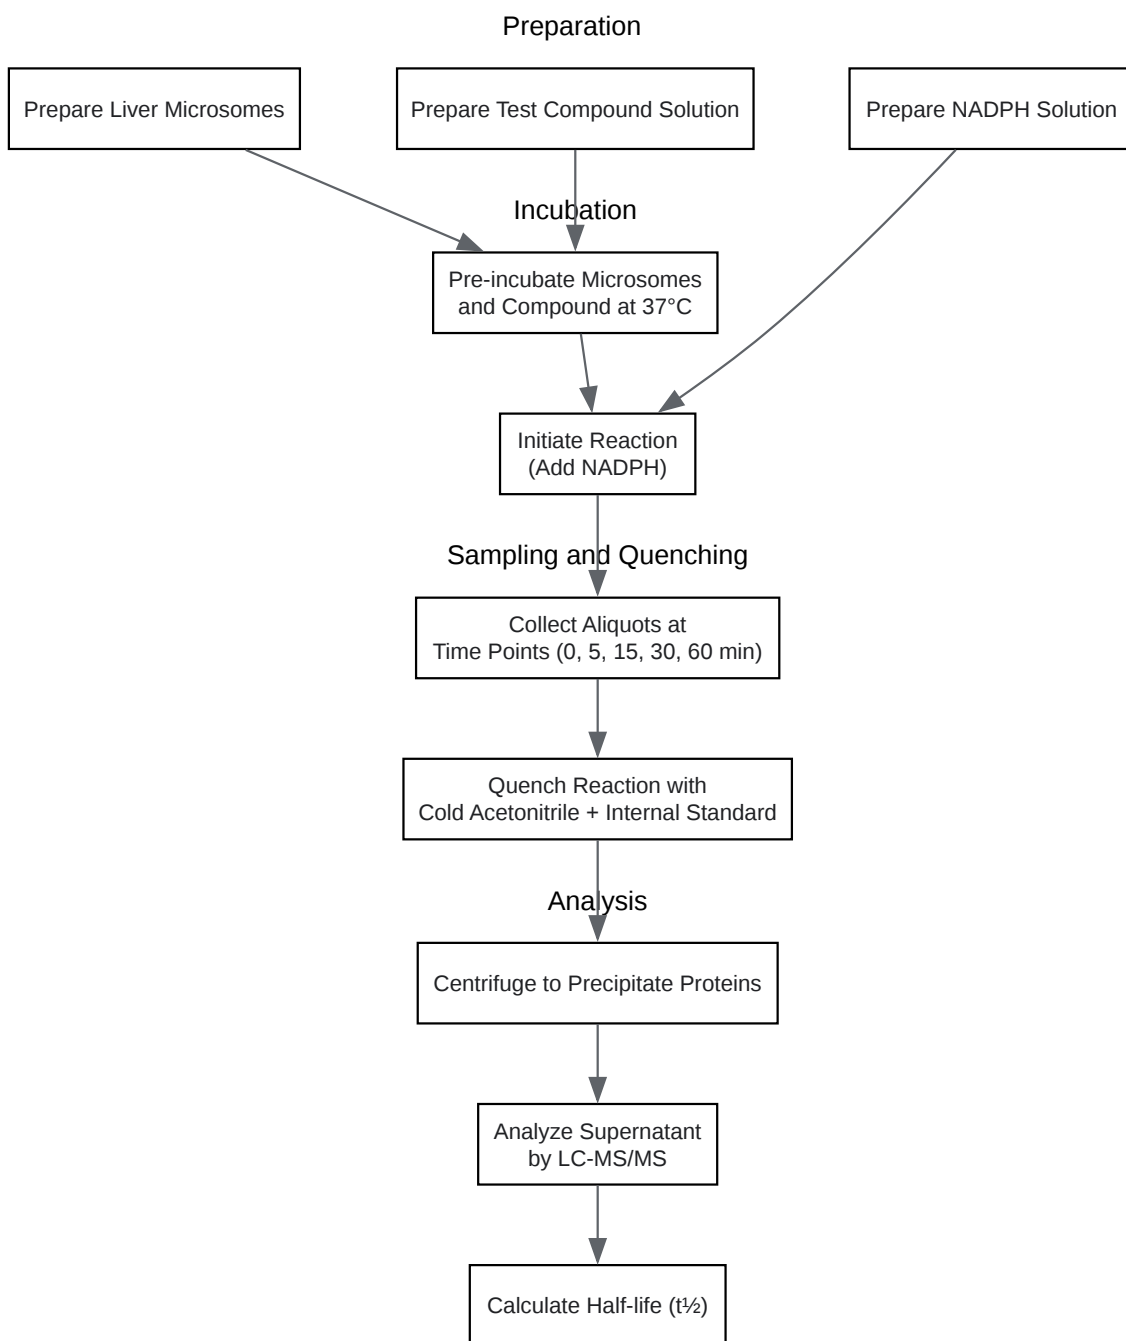 Preparation
Prepare Liver Microsomes
Prepare Test Compound Solution
Prepare NADPH Solution
Incubation
Pre-incubate Microsomes
and Compound at 37°C
Initiate Reaction
(Add NADPH)
Sampling and Quenching
Collect Aliquots at
Time Points (0, 5, 15, 30, 60 min)
Quench Reaction with
Cold Acetonitrile + Internal Standard
Analysis
Centrifuge to Precipitate Proteins
Analyze Supernatant
by LC-MS/MS
Calculate Half-life (t½)